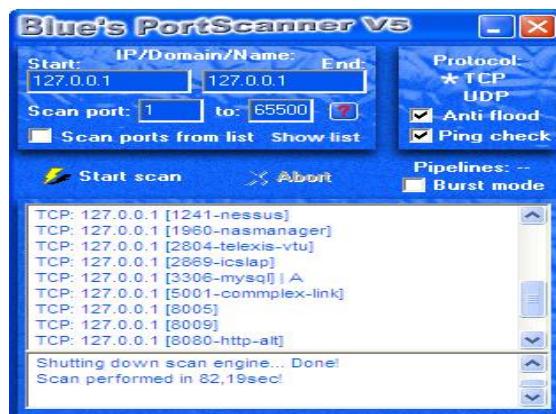 Blue's PortScanner V5
IP/Domain/Name:
Start: End:
127.0.0.1 127.0.0.1
Scan port: 1 to: 65500 ?
Scan ports from list Show list
Protocol:
* TCP
UDP
Anti flood
Ping check
Start scan Abort
Pipelines: --
Burst mode
TCP: 127.0.0.1 [1241-nessus]
TCP: 127.0.0.1 [1960-nasmanager]
TCP: 127.0.0.1 [2804-telexis-vtu]
TCP: 127.0.0.1 [2869-icslap]
TCP: 127.0.0.1 [3306-mysql] | A
TCP: 127.0.0.1 [5001-commplex-link]
TCP: 127.0.0.1 [8005]
TCP: 127.0.0.1 [8009]
TCP: 127.0.0.1 [8080-http-alt]
Shutting down scan engine... Done!
Scan performed in 82,19sec!